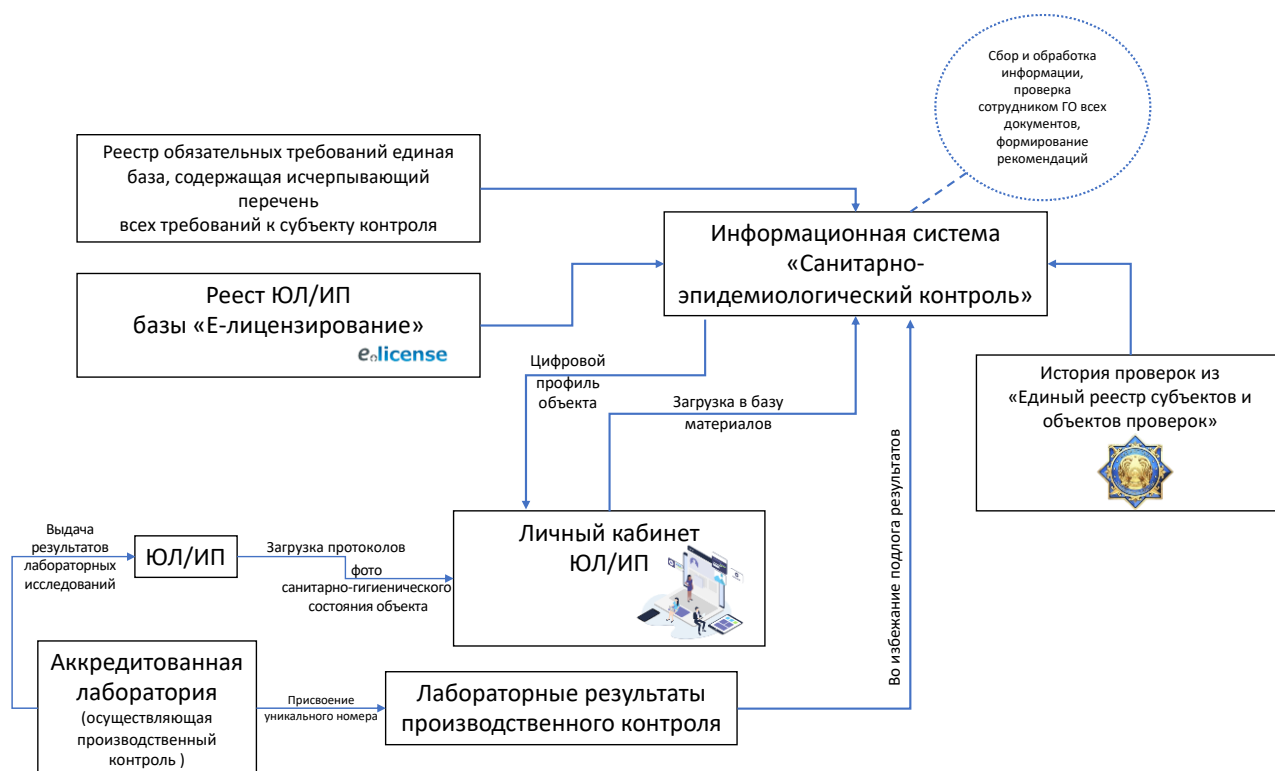 Сбор и обработка
информации,
проверка
сотрудником ГО всех
документов,
формирование
рекомендаций
Реестр обязательных требований единая
база, содержащая исчерпывающий
перечень
всех требований к субъекту контроля
Информационная система
«Санитарно-
эпидемиологический контроль»
Реест ЮЛ/ИП
базы «Е-лицензирование»
e.license
Цифровой
профиль
объекта
Загрузка в базу
материалов
История проверок из
«Единый реестр субъектов и
объектов проверок»
Во избежание подлога результатов
Выдача
результатов
лабораторных
исследований
ЮЛ/ИП
Загрузка протоколов
фото
санитарно-гигиенического
состояния объекта
Личный кабинет
ЮЛ/ИП
Аккредитованная
лаборатория
(осуществляющая
производственный
контроль )
Присвоение
уникального номера
Лабораторные результаты
производственного контроля